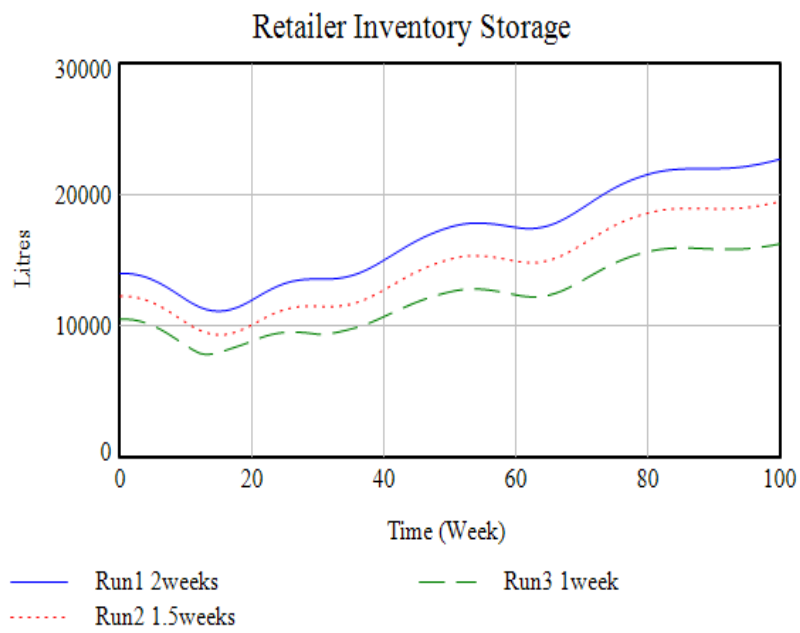 Retailer Inventory Storage
30000
20000
10000
0
Litres
0 20 40 60 80 100
Time (Week)
Run1 2weeks
Run3 1week
Run2 1.5weeks